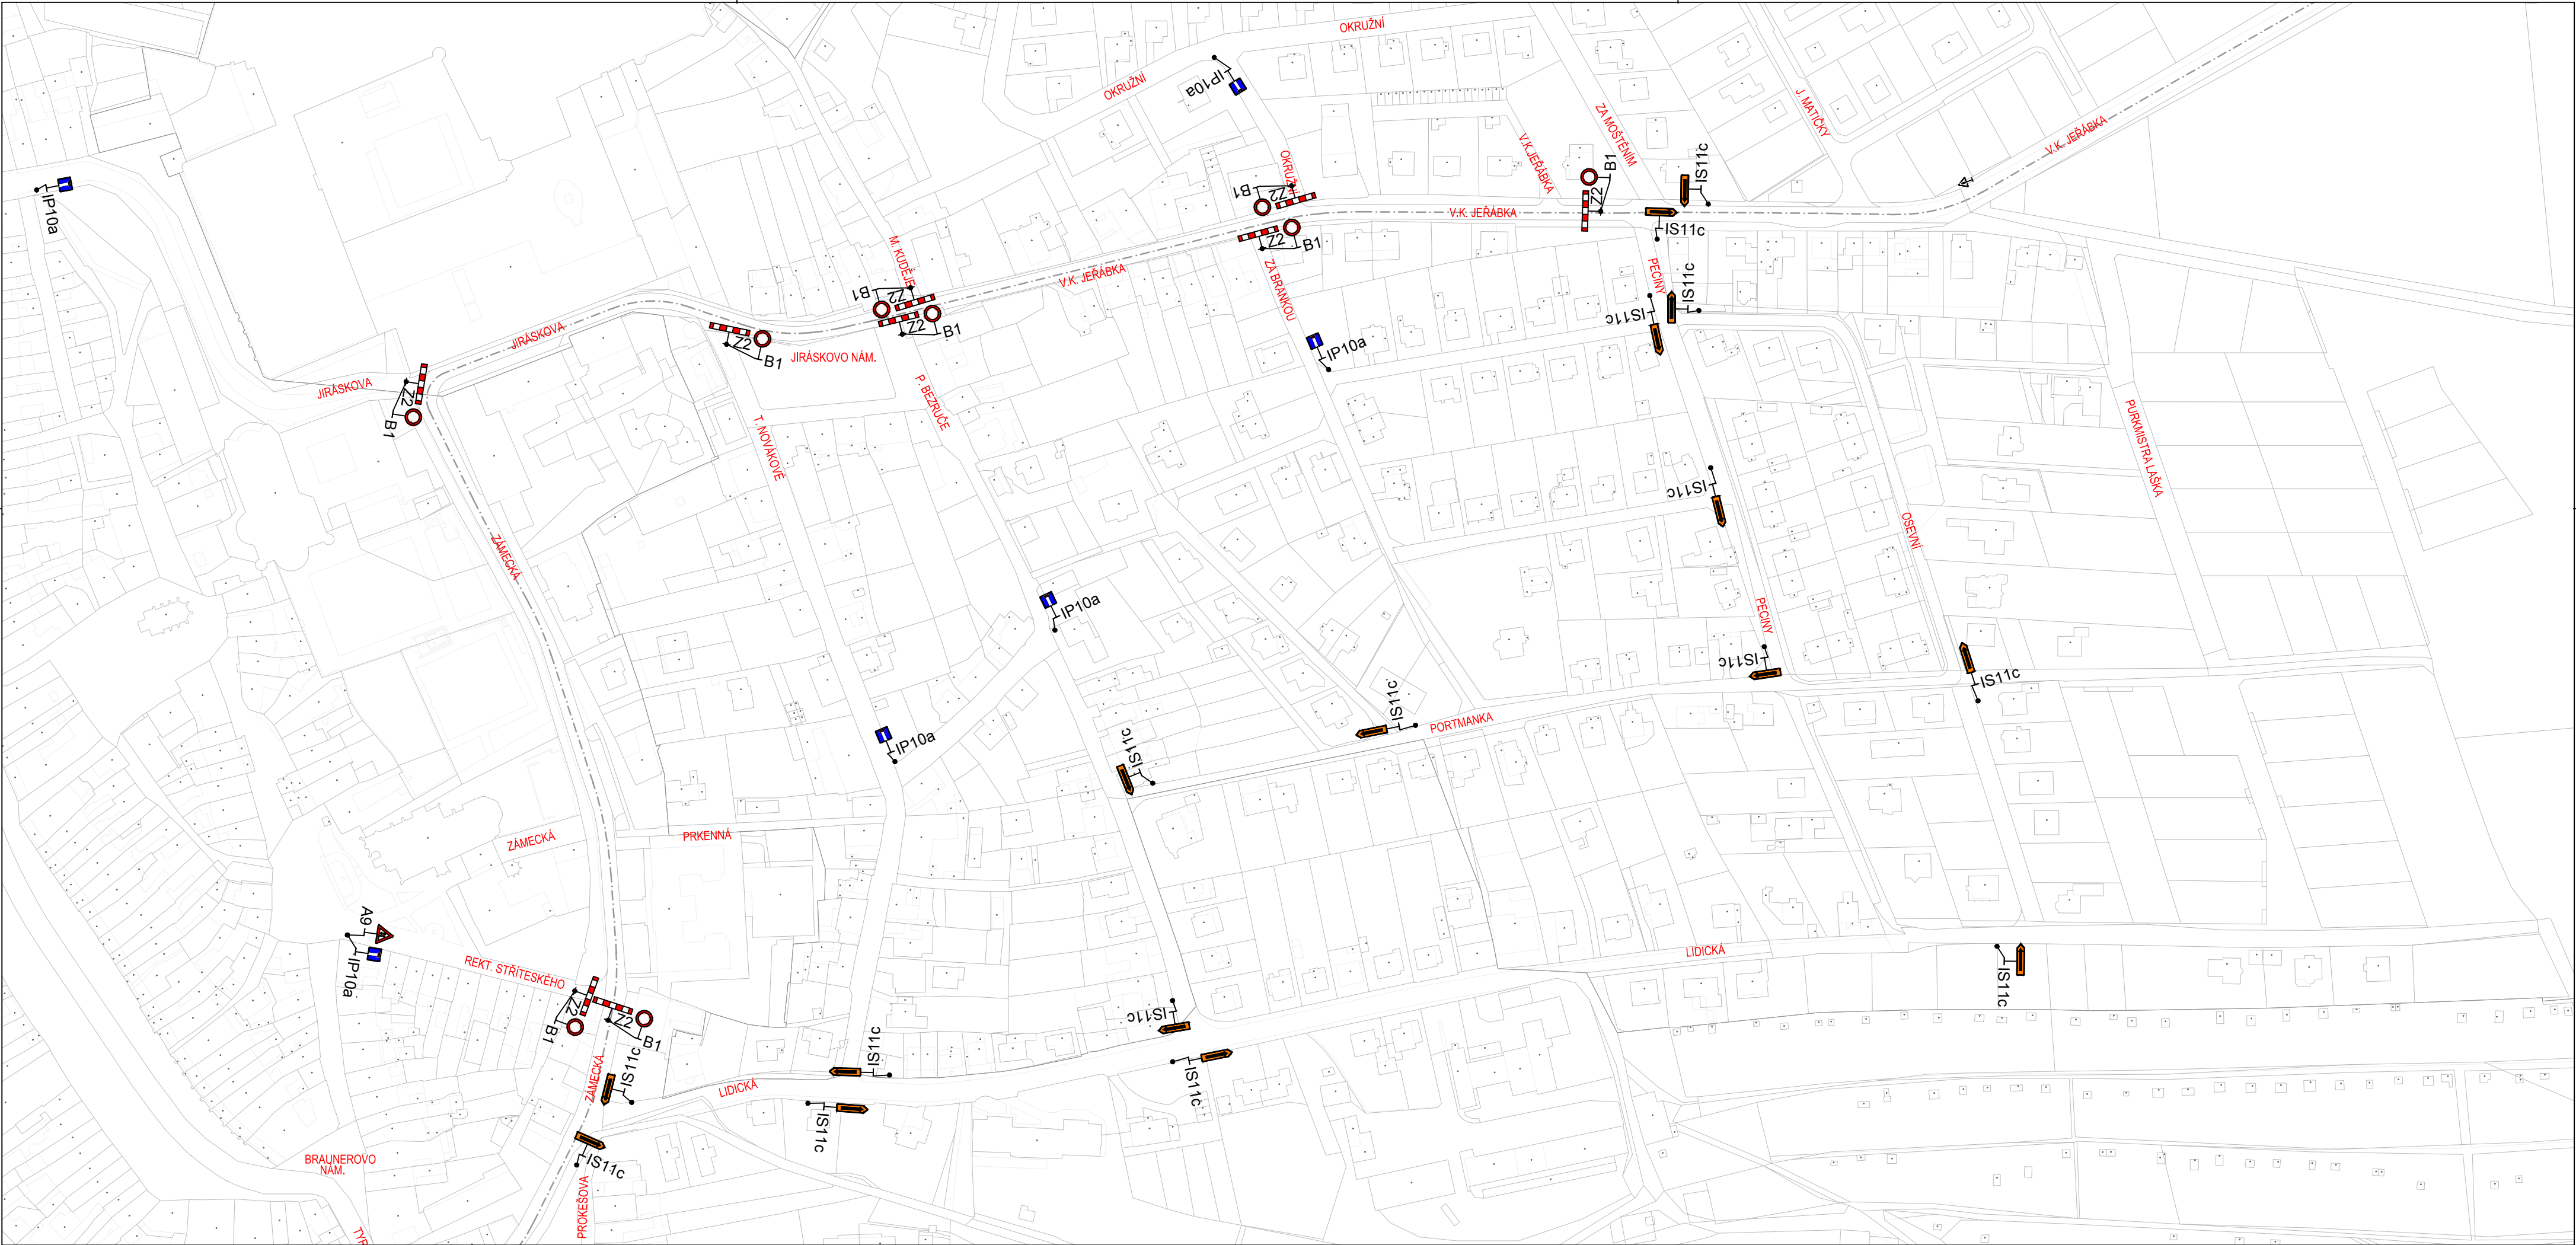 OKRUŽNÍ
IP10a
OKRUŽNÍ
J. MATIČKY
ZA MOŠTĚNÍM
V.K. JEŘÁBKA
V.K.JEŘÁBKA
IP10a
OKRUŽNÍ
B1
Z2
B1
Z2
IS11c
V.K. JEŘÁBKA
IS11c
Z2
B1
M. KUDĚJE
ZA BRANKOU
PECINY
IS11c
V.K. JEŘÁBKA
B1
Z2
Z2
B1
IS11c
JIRÁSKOVA
Z2
B1
JIRÁSKOVO NÁM.
IP10a
JIRÁSKOVA
Z2
B1
P. BEZRUČE
T. NOVÁKOVÉ
PURKMISTRA LAŠKA
IS11c
OSEVNÍ
ZÁMECKÁ
IP10a
PECINY
IS11c
IS11c
IS11c
PORTMANKA
IP10a
IS11c
ZÁMECKÁ
PRKENNÁ
A9
IP10a
REKT. STŘÍTESKÉHO
LIDICKÁ
IS11c
Z2
B1
Z2
B1
IS11c
IS11c
IS11c
ZÁMECKÁ
LIDICKÁ
IS11c
IS11c
IS11c
BRAUNEROVO
NÁM.
PROKEŠOVA
TYR